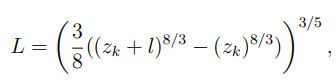 L = \left( \frac{3}{8} ((z_k + l)^{8/3} - (z_k)^{8/3}) \right)^{3/5},